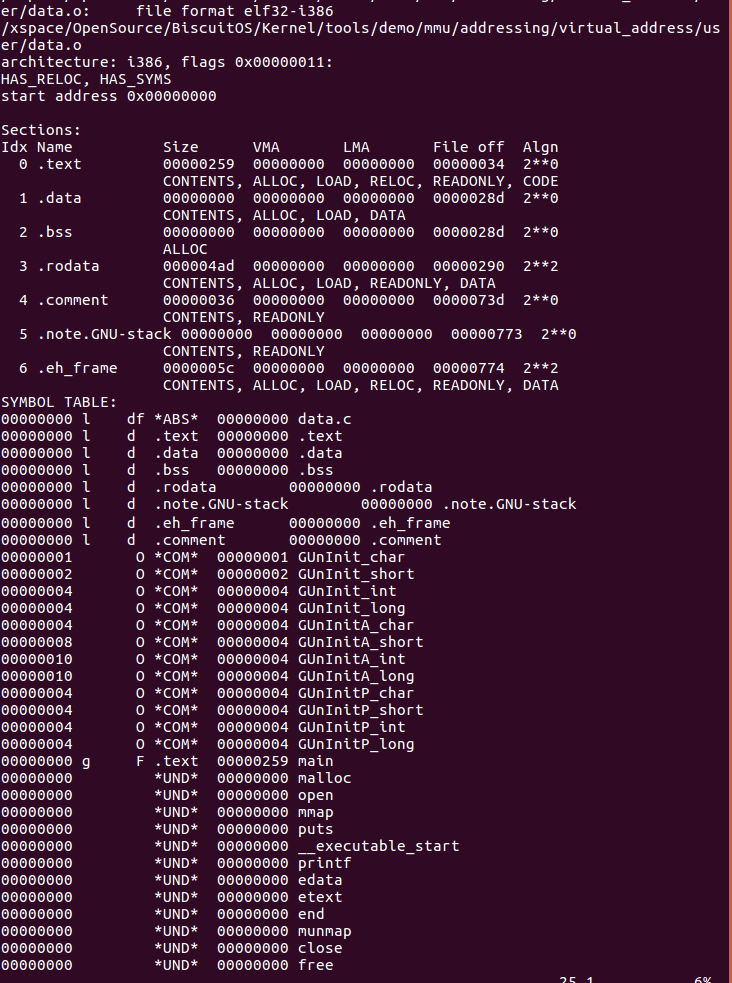 er/data.o:     file format elf32-i386
/xspace/OpenSource/BiscuitOS/Kernel/tools/demo/mmu/addressing/virtual_address/us
er/data.o
architecture: i386, flags 0x00000011:
HAS_RELOC, HAS_SYMS
start address 0x00000000

Sections:
Idx Name          Size      VMA       LMA       File off  Algn
  0 .text         00000259  00000000  00000000  00000034  2**0
                  CONTENTS, ALLOC, LOAD, RELOC, READONLY, CODE
  1 .data         00000000  00000000  00000000  0000028d  2**0
                  CONTENTS, ALLOC, LOAD, DATA
  2 .bss          00000000  00000000  00000000  0000028d  2**0
                  ALLOC
  3 .rodata       000004ad  00000000  00000000  00000290  2**2
                  CONTENTS, ALLOC, LOAD, READONLY, DATA
  4 .comment      00000036  00000000  00000000  0000073d  2**0
                  CONTENTS, READONLY
  5 .note.GNU-stack 00000000  00000000  00000000  00000773  2**0
                  CONTENTS, READONLY
  6 .eh_frame     0000005c  00000000  00000000  00000774  2**2
                  CONTENTS, ALLOC, LOAD, RELOC, READONLY, DATA
SYMBOL TABLE:
00000000 l    df *ABS*  00000000 data.c
00000000 l    d  .text  00000000 .text
00000000 l    d  .data  00000000 .data
00000000 l    d  .bss   00000000 .bss
00000000 l    d  .rodata        00000000 .rodata
00000000 l    d  .note.GNU-stack        00000000 .note.GNU-stack
00000000 l    d  .eh_frame      00000000 .eh_frame
00000000 l    d  .comment       00000000 .comment
00000001       O *COM*  00000001 GUnInit_char
00000002       O *COM*  00000002 GUnInit_short
00000004       O *COM*  00000004 GUnInit_int
00000004       O *COM*  00000004 GUnInit_long
00000004       O *COM*  00000004 GUnInitA_char
00000008       O *COM*  00000004 GUnInitA_short
00000010       O *COM*  00000004 GUnInitA_int
00000010       O *COM*  00000004 GUnInitA_long
00000004       O *COM*  00000004 GUnInitP_char
00000004       O *COM*  00000004 GUnInitP_short
00000004       O *COM*  00000004 GUnInitP_int
00000004       O *COM*  00000004 GUnInitP_long
00000000 g     F .text  00000259 main
00000000         *UND*  00000000 malloc
00000000         *UND*  00000000 open
00000000         *UND*  00000000 mmap
00000000         *UND*  00000000 puts
00000000         *UND*  00000000 __executable_start
00000000         *UND*  00000000 printf
00000000         *UND*  00000000 edata
00000000         *UND*  00000000 etext
00000000         *UND*  00000000 end
00000000         *UND*  00000000 munmap
00000000         *UND*  00000000 close
00000000         *UND*  00000000 free
25,1          6%